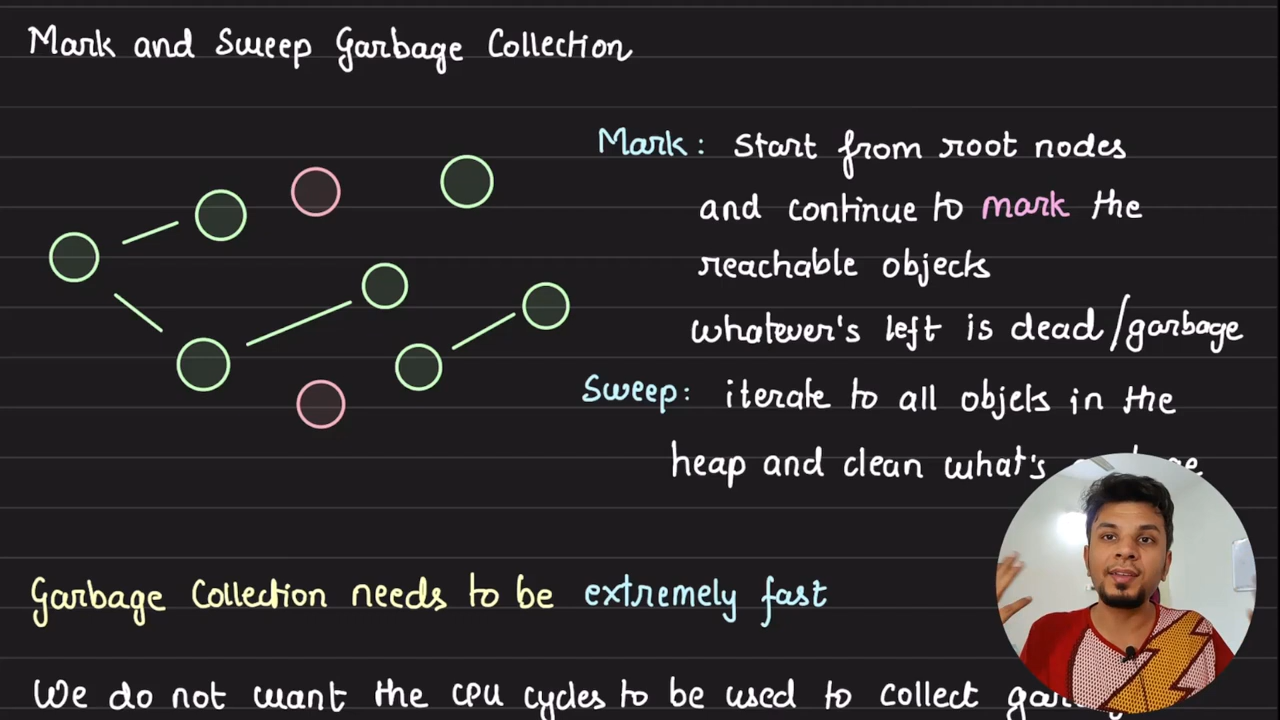 Mark and Sweep Garbage Collection
Mark: Start from root nodes
and continue to mark the
reachable objects
whatever's left is dead/garbage
Sweep: iterate to all objets in the
heap and clean what's
Garbage Collection needs to be extremely fast
We do not want the CPU cycles to be used to collect